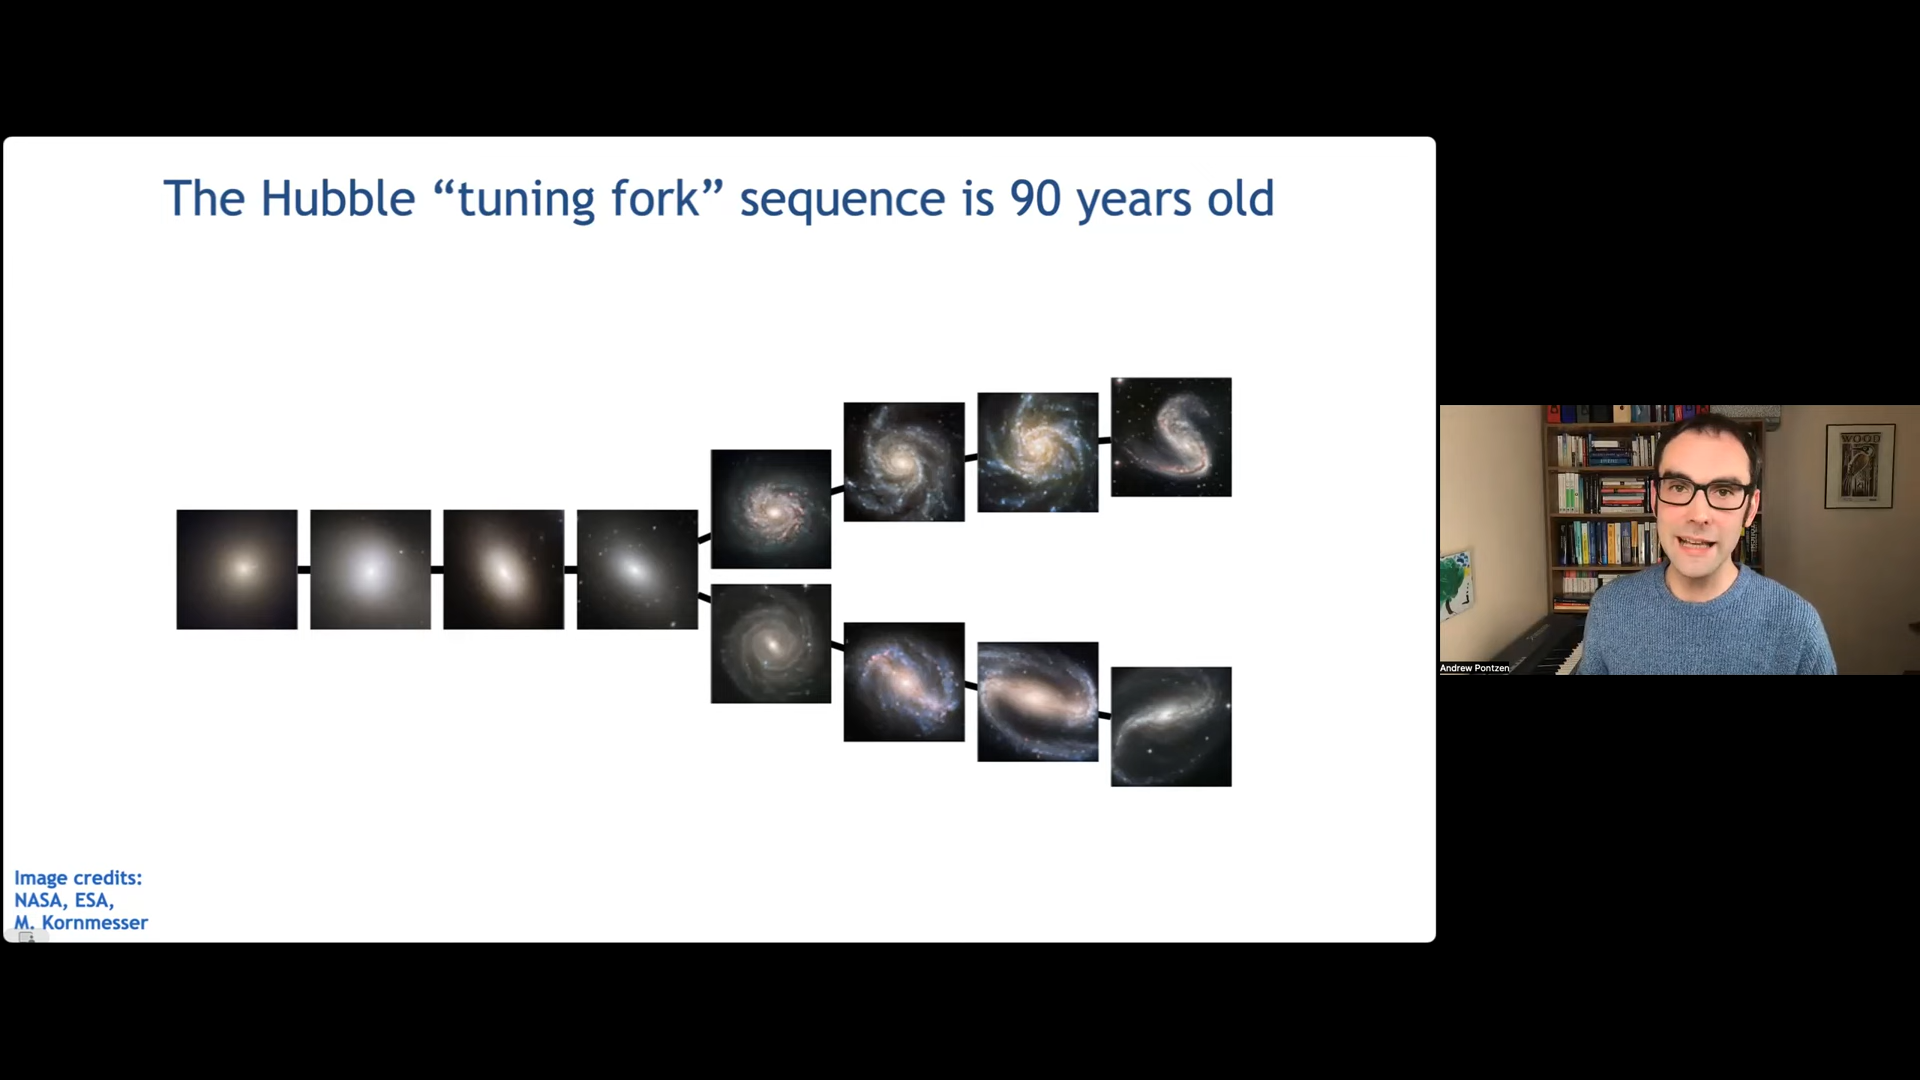 The Hubble “tuning fork” sequence is 90 years old
Image credits:
NASA, ESA,
M. Kornmesser
Andrew Pontzen
WOOD